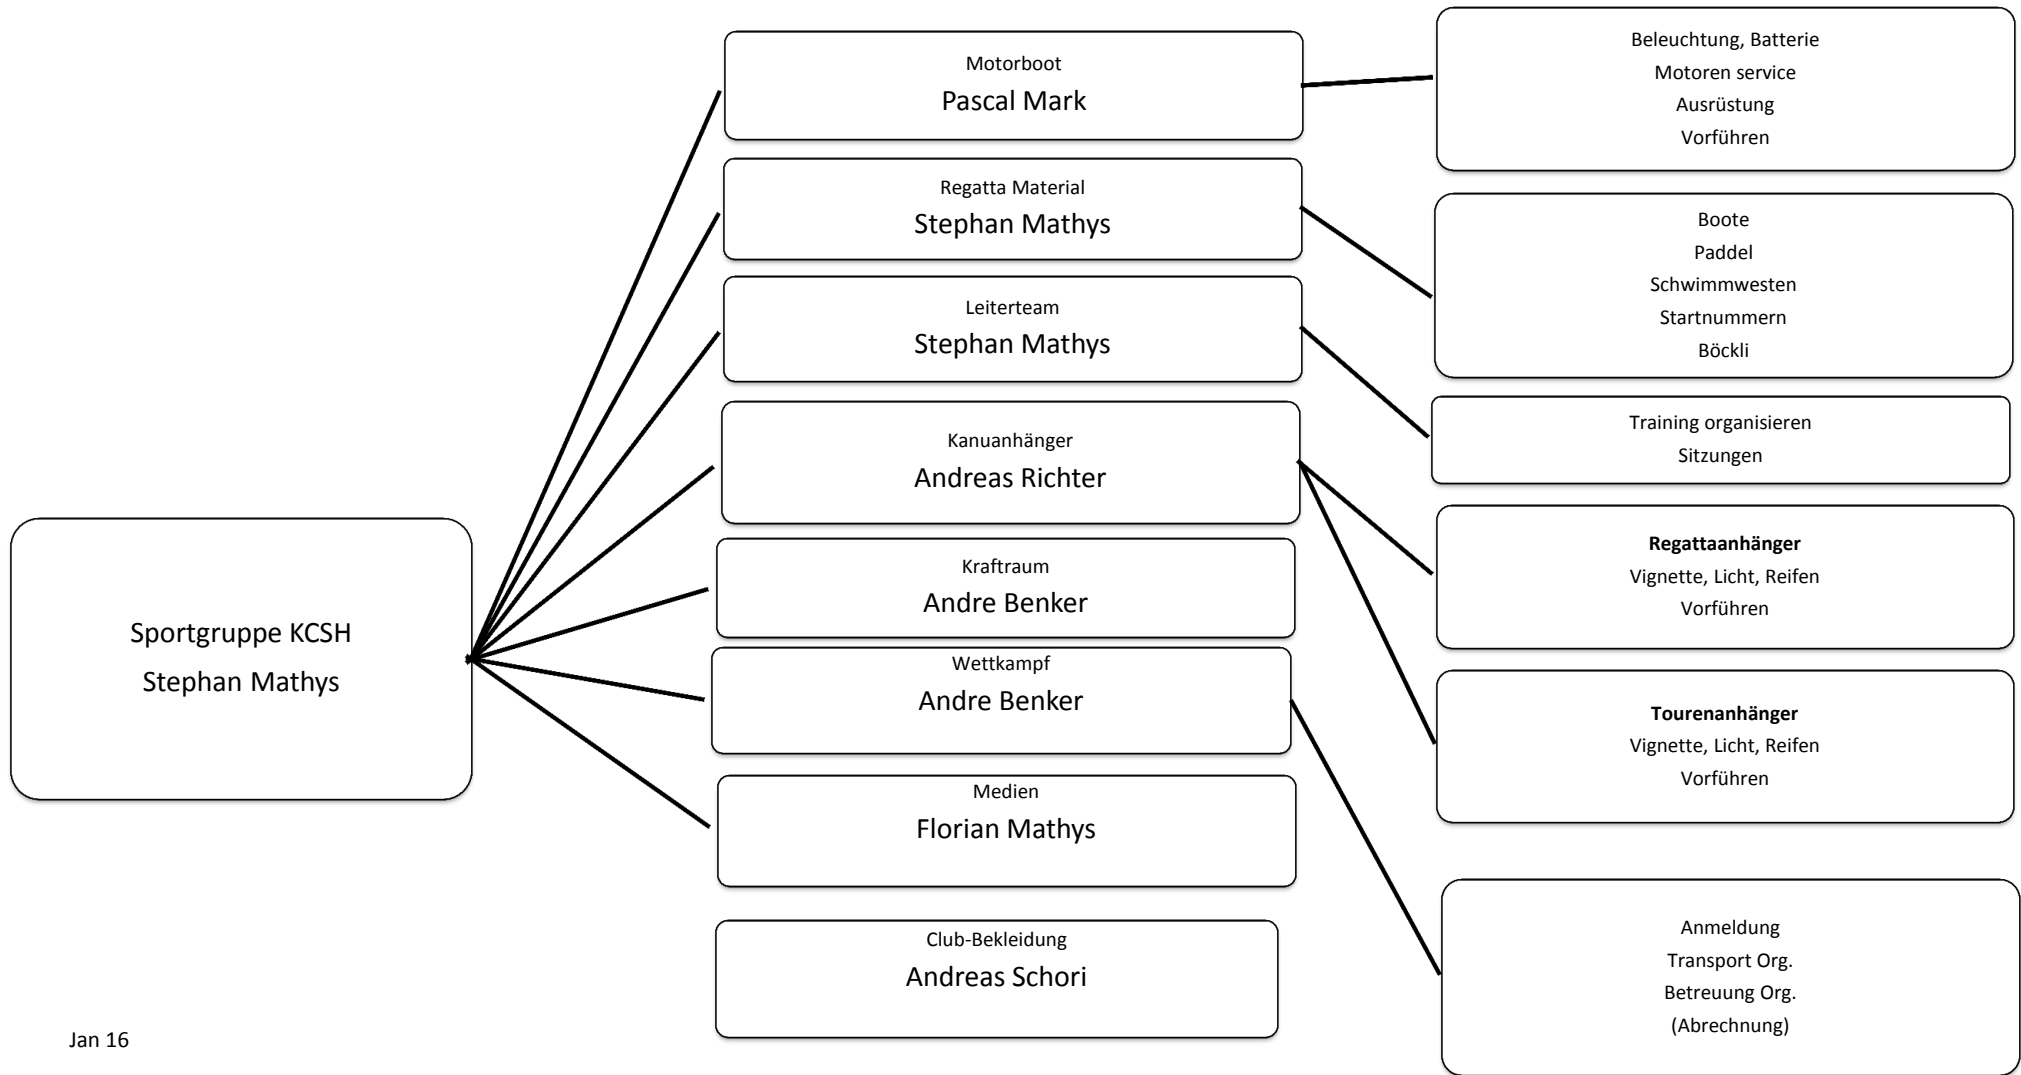 Sportgruppe KCSH
Stephan Mathys
Motorboot
Pascal Mark
Regatta Material
Stephan Mathys
Leiterteam
Stephan Mathys
Kanuanhänger
Andreas Richter
Kraftraum
Andre Benker
Wettkampf
Andre Benker
Medien
Florian Mathys
Club-Bekleidung
Andreas Schori
Beleuchtung, Batterie
Motoren service
Ausrüstung
Vorführen
Boote
Paddel
Schwimmwesten
Startnummern
Böckli
Training organisieren
Sitzungen
Regattaanhänger
Vignette, Licht, Reifen
Vorführen
Tourenanhänger
Vignette, Licht, Reifen
Vorführen
Anmeldung
Transport Org.
Betreuung Org.
(Abrechnung)
Jan 16